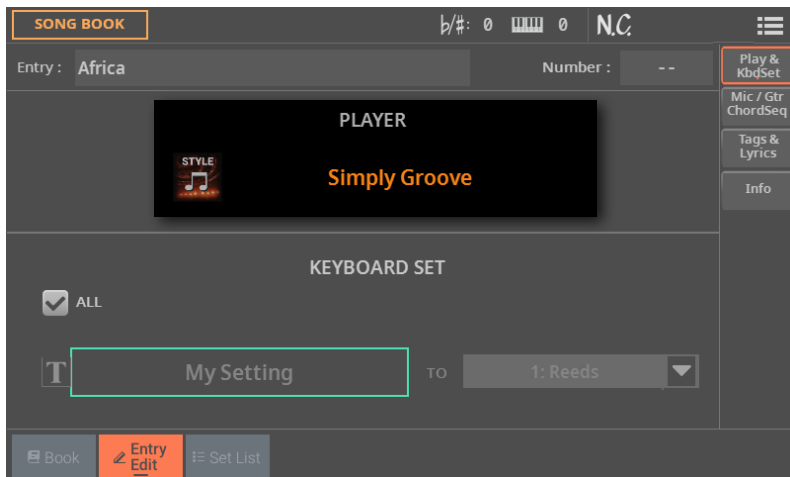 SONG BOOK
♭/♯: 0
0
N.C.
Entry : Africa
Number : --
Play &
KbdSet
Mic / Gtr
ChordSeq
Tags &
Lyrics
Info
PLAYER
STYLE
Simply Groove
KEYBOARD SET
ALL
T
My Setting
TO
1: Reeds
Book
Entry
Edit
Set List